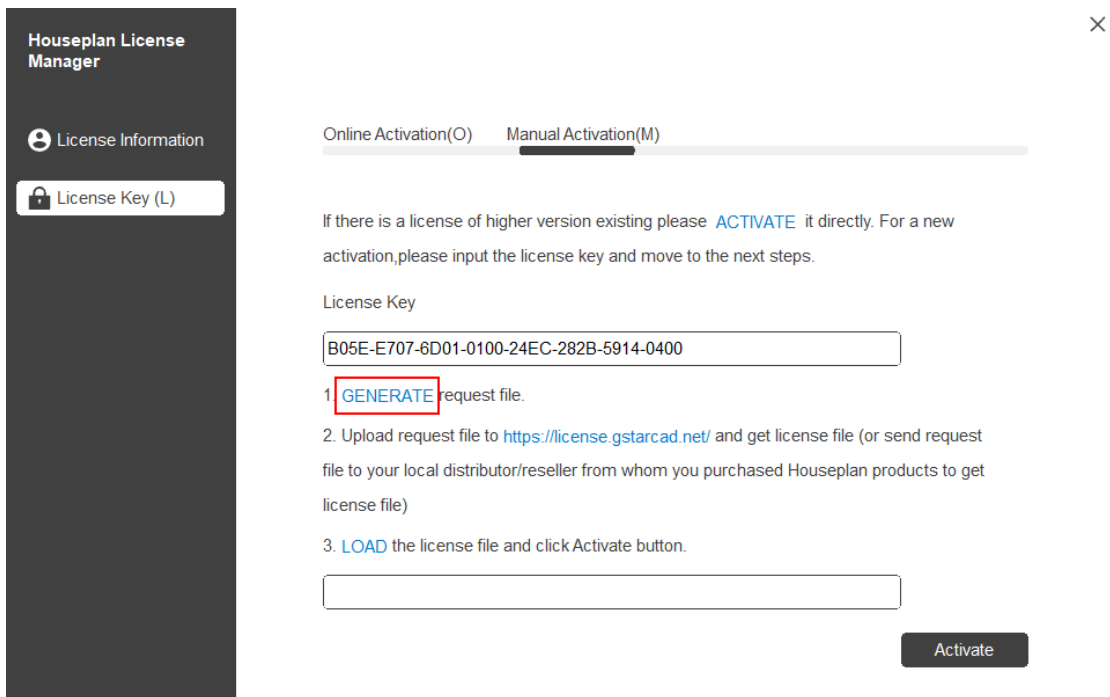 Houseplan License
Manager
License Information
License Key (L)
Online Activation(O) Manual Activation(M)
If there is a license of higher version existing please ACTIVATE it directly. For a new
activation,please input the license key and move to the next steps.
License Key
B05E-E707-6D01-0100-24EC-282B-5914-0400
1. GENERATE request file.
2. Upload request file to https://license.gstarcad.net/ and get license file (or send request
file to your local distributor/reseller from whom you purchased Houseplan products to get
license file)
3. LOAD the license file and click Activate button.
Activate